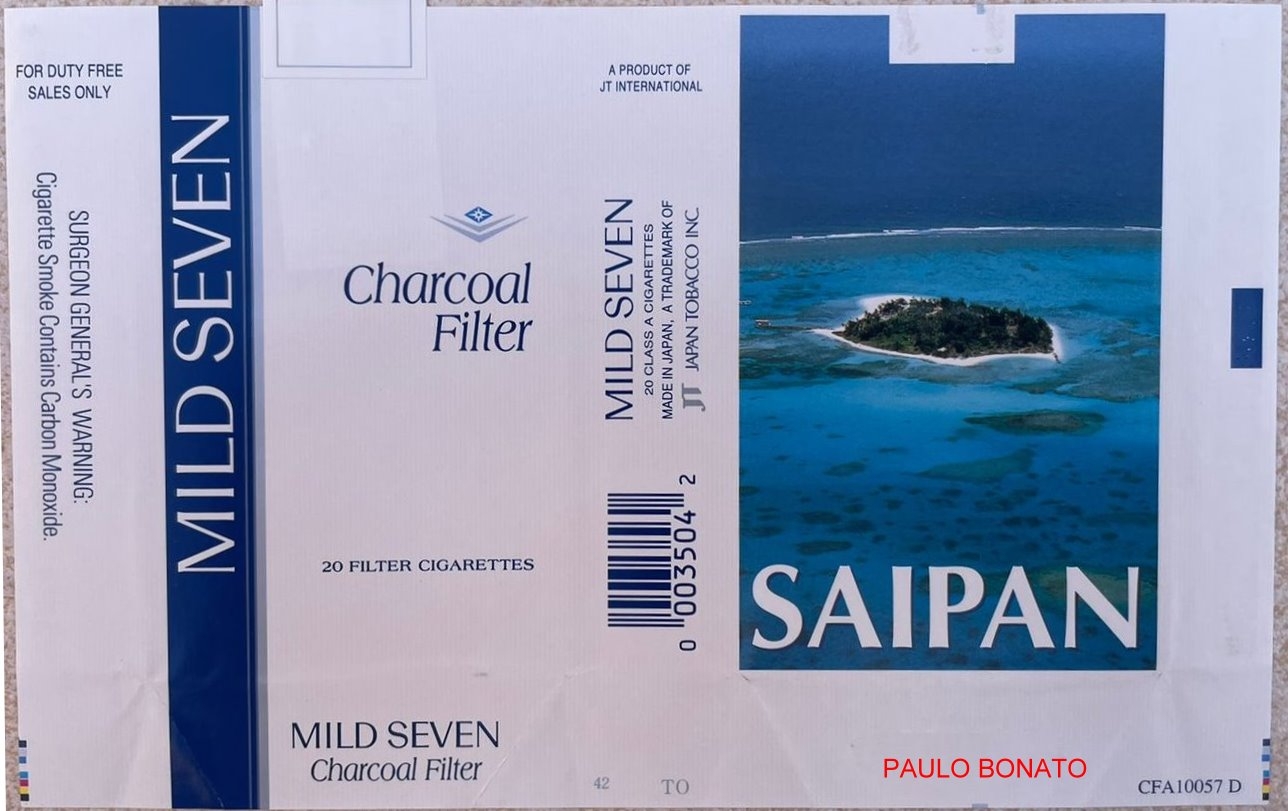 FOR DUTY FREE
SALES ONLY
SURGEON GENERAL'S WARNING:
Cigarette Smoke Contains Carbon Monoxide.
MILD SEVEN
Charcoal
Filter
20 FILTER CIGARETTES
MILD SEVEN
Charcoal Filter
A PRODUCT OF
JT INTERNATIONAL
MILD SEVEN
20 CLASS A CIGARETTES
MADE IN JAPAN, A TRADEMARK OF
JT JAPAN TOBACCO INC.
0 003504 2
42 TO
SAIPAN
PAULO BONATO
CFA10057 D